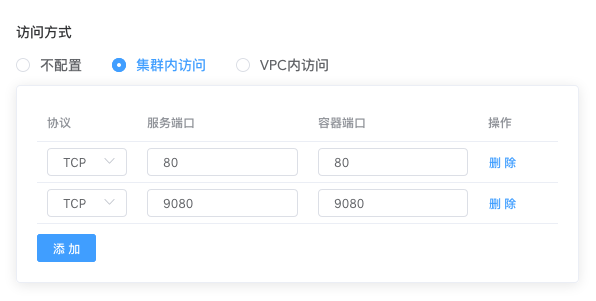 访问方式
不配置 集群内访问 VPC内访问
协议 服务端口 容器端口 操作
TCP 80 80 删 除
TCP 9080 9080 删 除
添 加